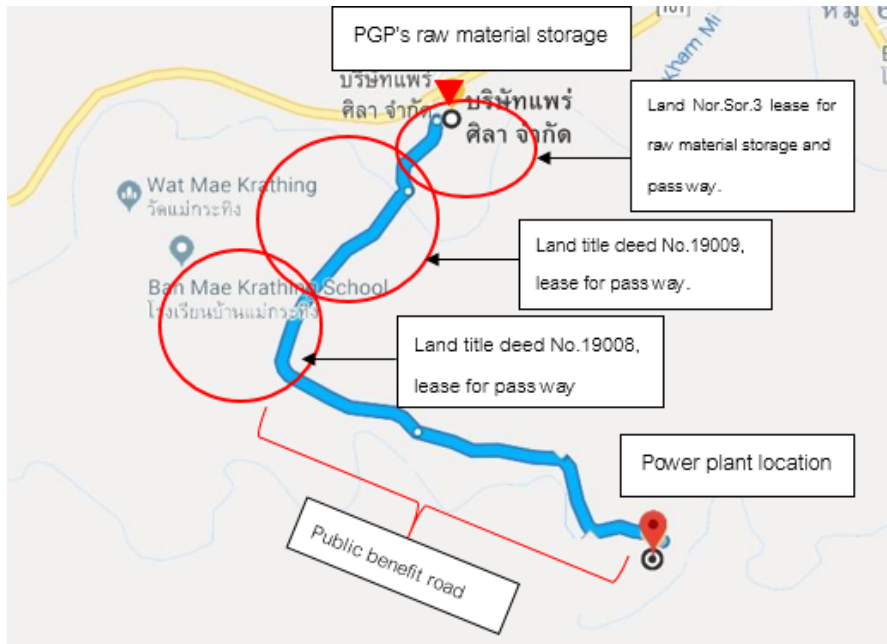 101
หมู่
PGP's raw material storage
Kham Mi
บริษัทแพร่
ศิลา จำกัด
บริษัทแพร่
ศิลา จำกัด
Land Nor.Sor.3 lease for
raw material storage and
pass way.
Wat Mae Krathing
วัดแม่กระทิง
Land title deed No.19009,
lease for pass way.
Ban Mae Krathing School
โรงเรียนบ้านแม่กระทิง
Land title deed No.19008,
lease for pass way
Power plant location
Public benefit road